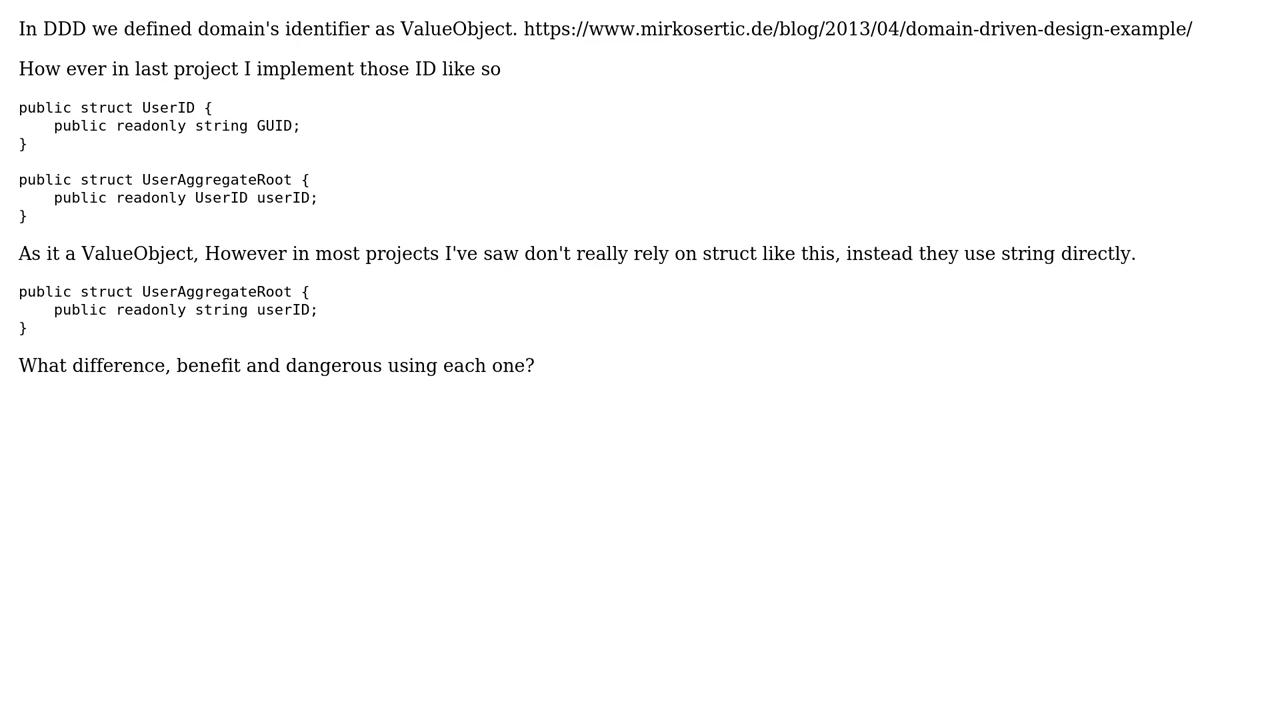 In DDD we defined domain's identifier as ValueObject. https://www.mirkosertic.de/blog/2013/04/domain-driven-design-example/
How ever in last project I implement those ID like so
public struct UserID {
    public readonly string GUID;
}
public struct UserAggregateRoot {
    public readonly UserID userID;
}
As it a ValueObject, However in most projects I've saw don't really rely on struct like this, instead they use string directly.
public struct UserAggregateRoot {
    public readonly string userID;
}
What difference, benefit and dangerous using each one?